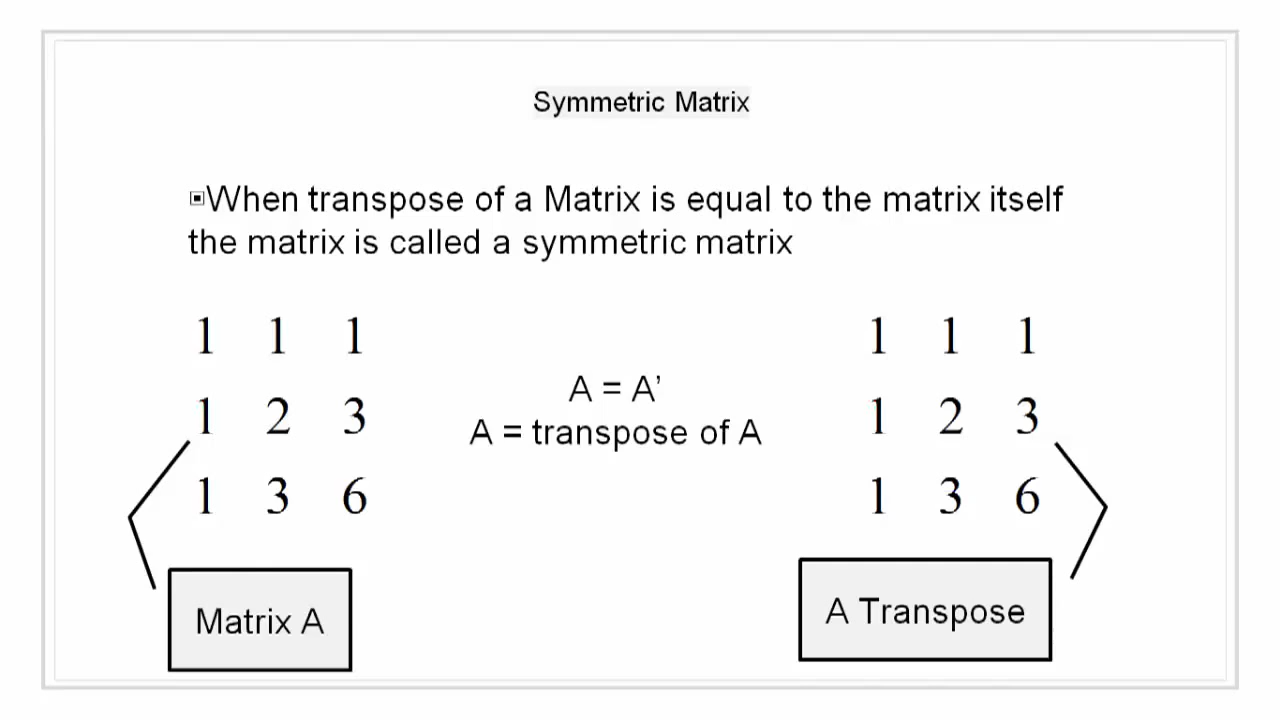 Symmetric Matrix
When transpose of a Matrix is equal to the matrix itself
the matrix is called a symmetric matrix
1 1 1
1 2 3
1 3 6
A = A’
A = transpose of A
1 1 1
1 2 3
1 3 6
Matrix A
A Transpose